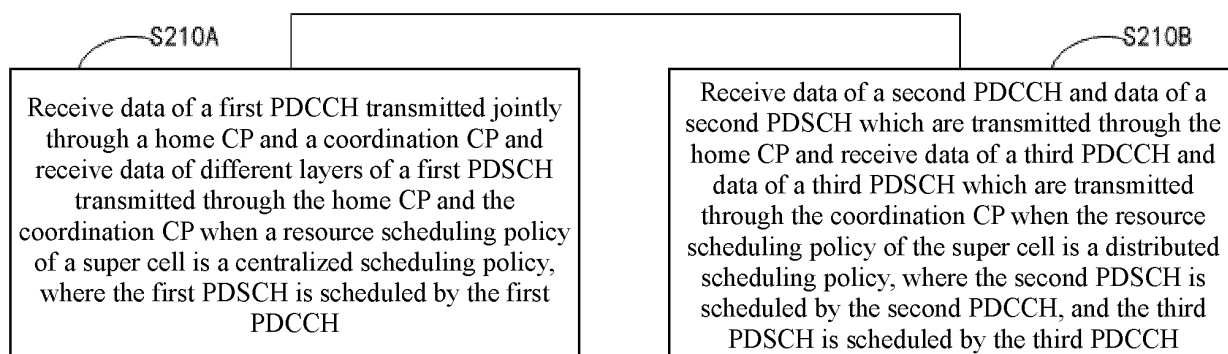 S210A
Receive data of a first PDCCH transmitted jointly
through a home CP and a coordination CP and
receive data of different layers of a first PDSCH
transmitted through the home CP and the
coordination CP when a resource scheduling policy
of a super cell is a centralized scheduling policy,
where the first PDSCH is scheduled by the first
PDCCH
S210B
Receive data of a second PDCCH and data of a
second PDSCH which are transmitted through the
home CP and receive data of a third PDCCH and
data of a third PDSCH which are transmitted
through the coordination CP when the resource
scheduling policy of the super cell is a distributed
scheduling policy, where the second PDSCH is
scheduled by the second PDCCH, and the third
PDSCH is scheduled by the third PDCCH